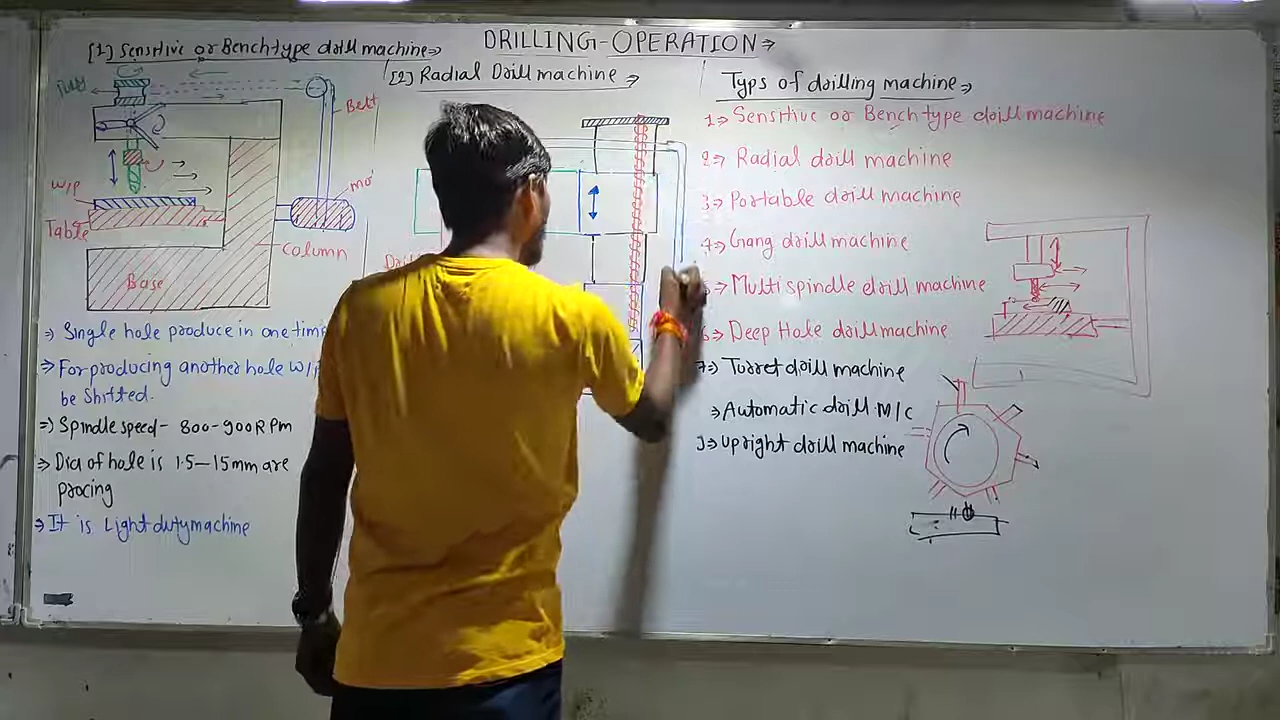 DRILLING-OPERATION⇒
[1] Sensitive or Bench type drill machine⇒
Belt
W/P
Table
Column
Base
⇒ Single hole produce in one
⇒ For producing another hole W/P
be Shifted.
⇒ Spindle speed - 800-900 RPm
⇒ Dia of hole is 1.5-15mm are
procing
⇒ It is Light duty machine
[2] Radial Drill machine ⇒
Typs of drilling machine⇒
1⇒ Sensitive or Bench type drill machine
2⇒ Radial drill machine
3⇒ Portable drill machine
4⇒ Gang drill machine
Multi spindle drill machine
6⇒ Deep Hole drill machine
7⇒ Turret drill machine
⇒ Automatic drill M/C
9⇒ Upright drill machine